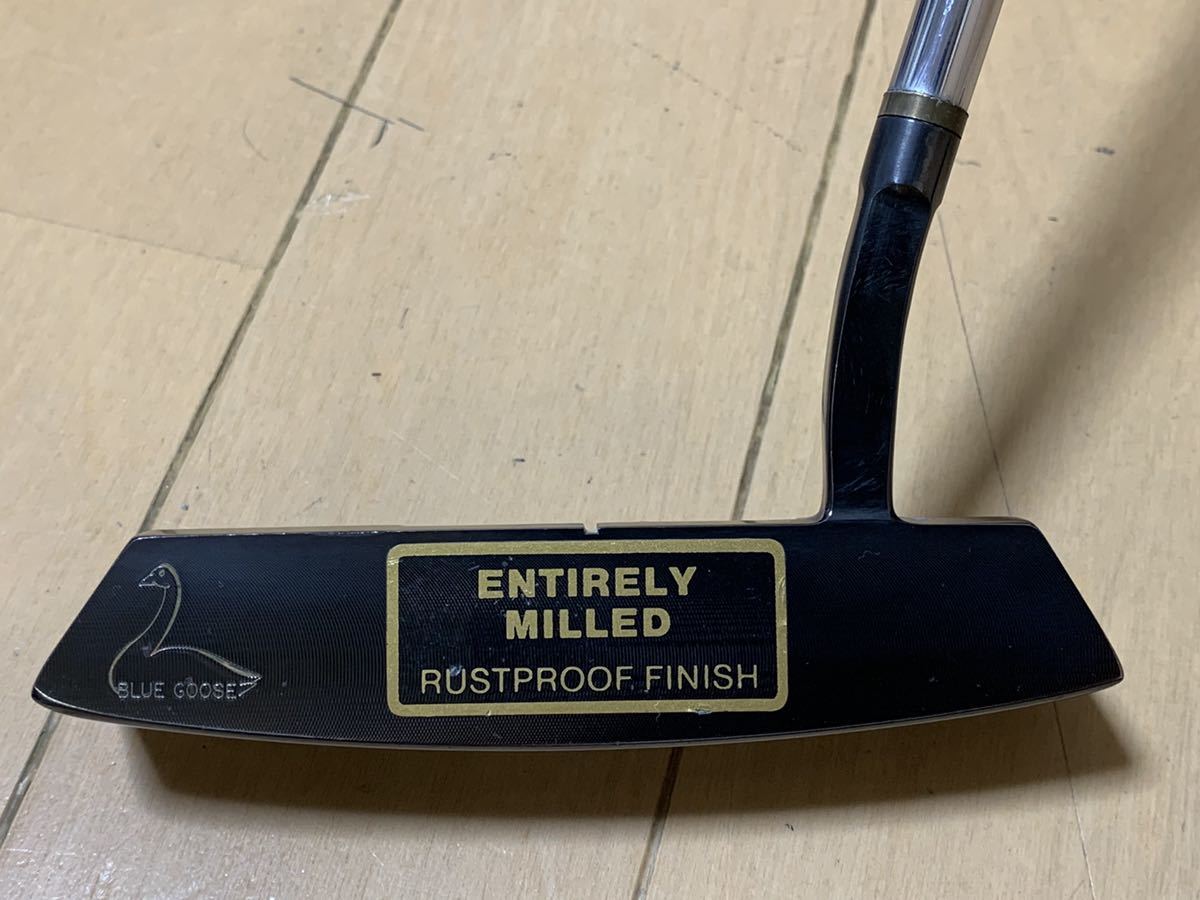 ENTIRELY
MILLED
RUSTPROOF FINISH
BLUE GOOSE